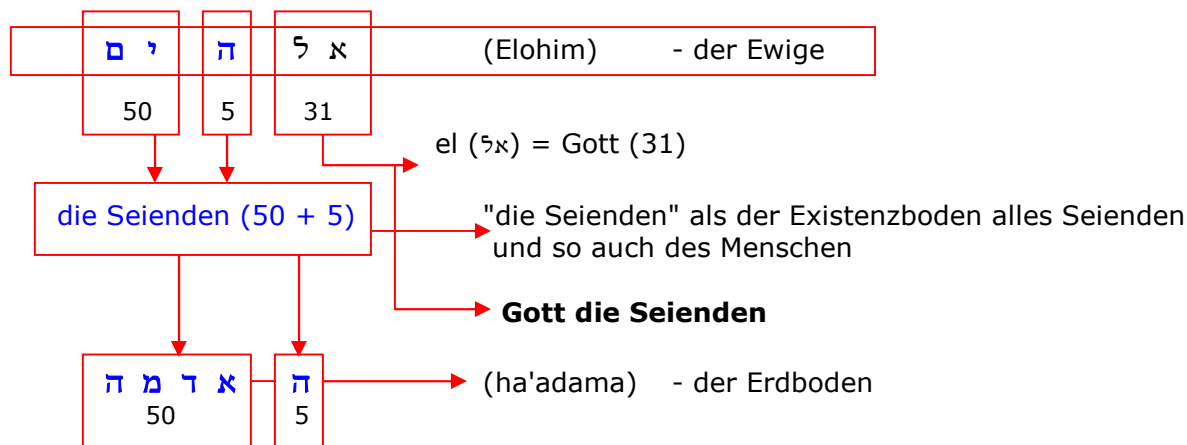 א ל ה י ם (Elohim) - der Ewige
50 5 31
el (אל) = Gott (31)
die Seienden (50 + 5)
"die Seienden" als der Existenzboden alles Seienden
und so auch des Menschen
Gott die Seienden
ה א ד מ ה (ha'adama) - der Erdboden
50 5